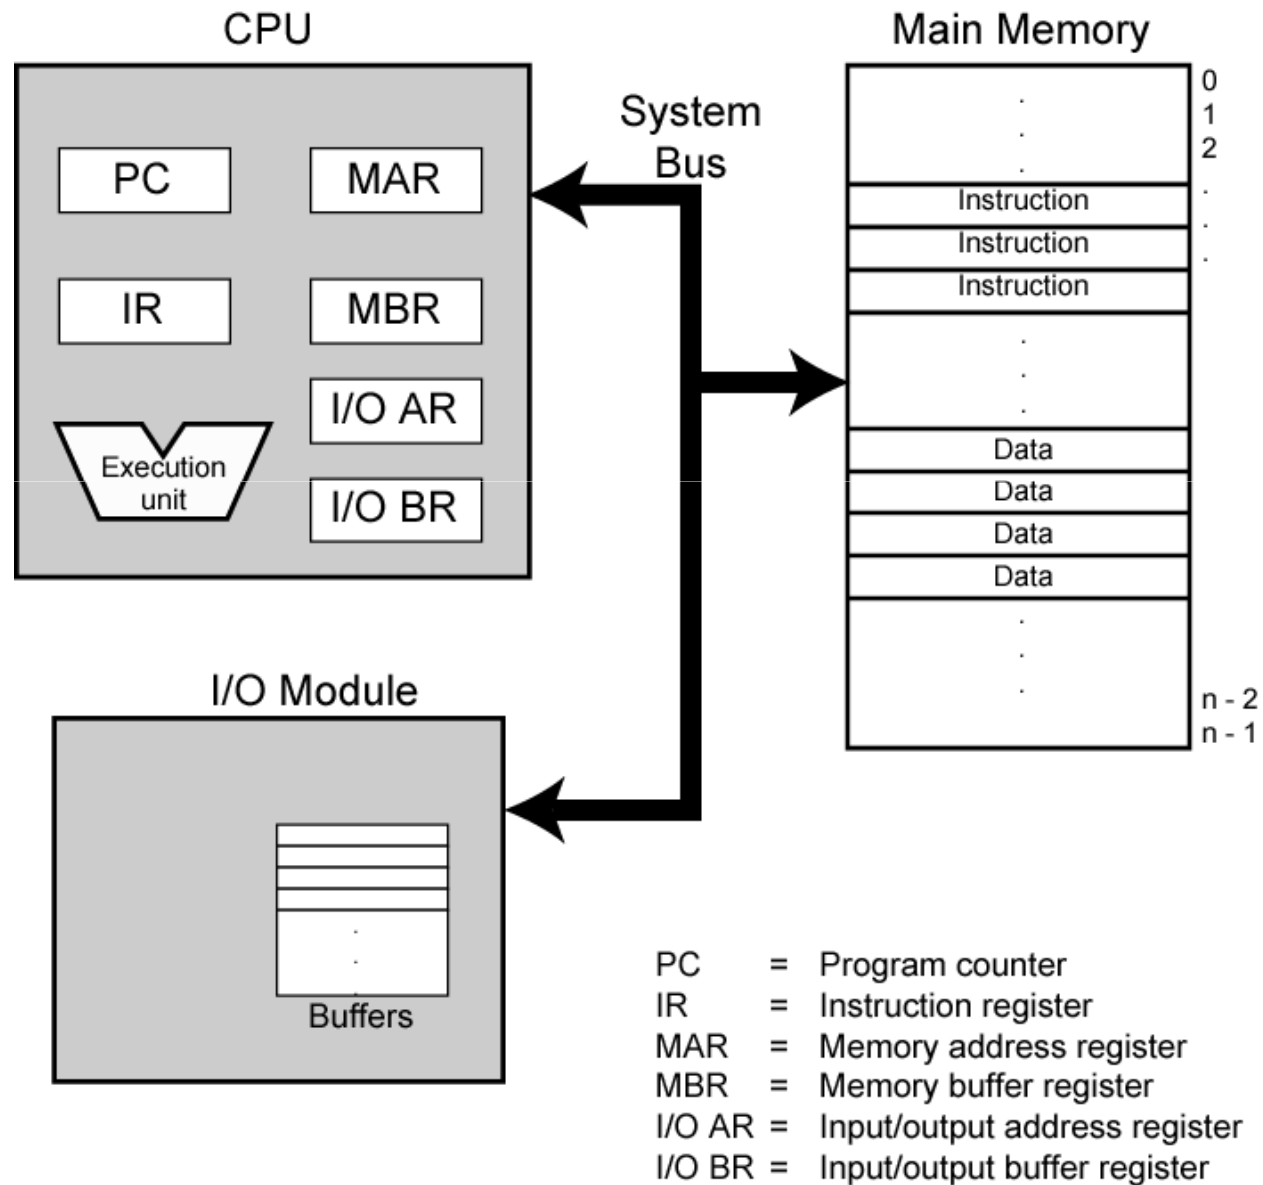 CPU
PC
MAR
IR
MBR
I/O AR
Execution
unit
I/O BR
System
Bus
Main Memory
0
1
2
.
.
.
Instruction
Instruction
Instruction
.
.
.
Data
Data
Data
Data
.
.
.
n - 2
n - 1
I/O Module
Buffers
PC = Program counter
IR = Instruction register
MAR = Memory address register
MBR = Memory buffer register
I/O AR = Input/output address register
I/O BR = Input/output buffer register